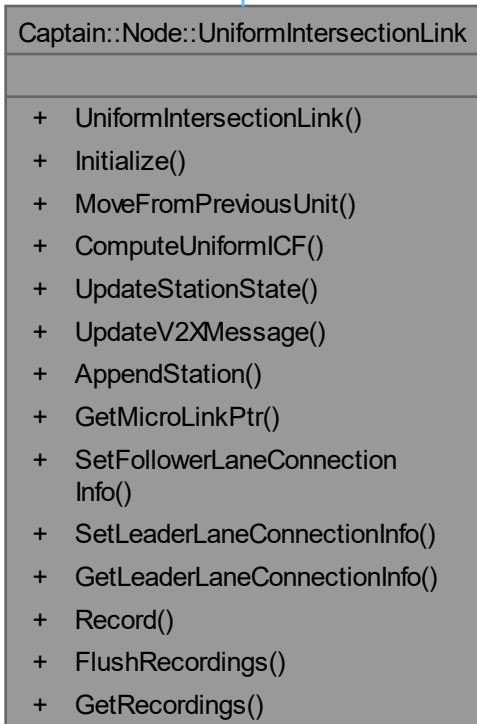 Captain::Node::UniformIntersectionLink
+ UniformIntersectionLink()
+ Initialize()
+ MoveFromPreviousUnit()
+ ComputeUniformICF()
+ UpdateStationState()
+ UpdateV2XMessage()
+ AppendStation()
+ GetMicroLinkPtr()
+ SetFollowerLaneConnection
Info()
+ SetLeaderLaneConnectionInfo()
+ GetLeaderLaneConnectionInfo()
+ Record()
+ FlushRecordings()
+ GetRecordings()